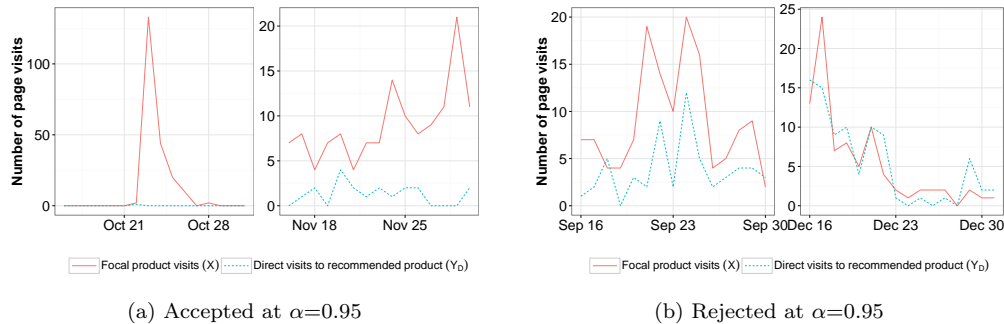 Number of page visits
100
50
0
Oct 21
Oct 28
20
15
10
5
0
Nov 18
Nov 25
Focal product visits (X)
Direct visits to recommended product (Y_D)
(a) Accepted at α=0.95
Number of page visits
20
15
10
5
0
Sep 16
Sep 23
Sep 30
25
20
15
10
5
0
Dec 16
Dec 23
Dec 30
Focal product visits (X)
Direct visits to recommended product (Y_D)
(b) Rejected at α=0.95